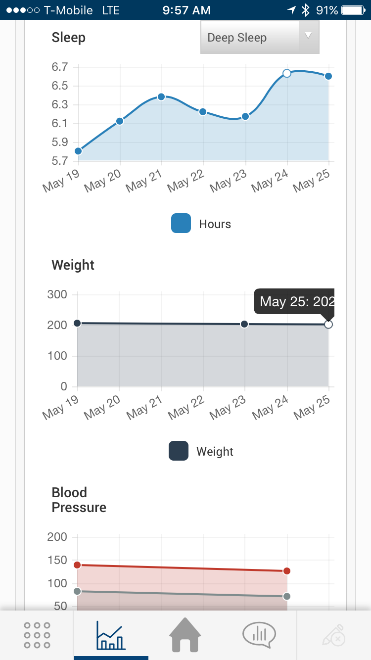 T-Mobile LTE 9:57 AM 91%
Sleep
Deep Sleep
6.7
6.5
6.3
6.1
5.9
5.7
May 19 May 20 May 21 May 22 May 23 May 24 May 25
Hours
Weight
May 25: 202
300
200
100
0
May 19 May 20 May 21 May 22 May 23 May 24 May 25
Weight
Blood
Pressure
200
150
100
50